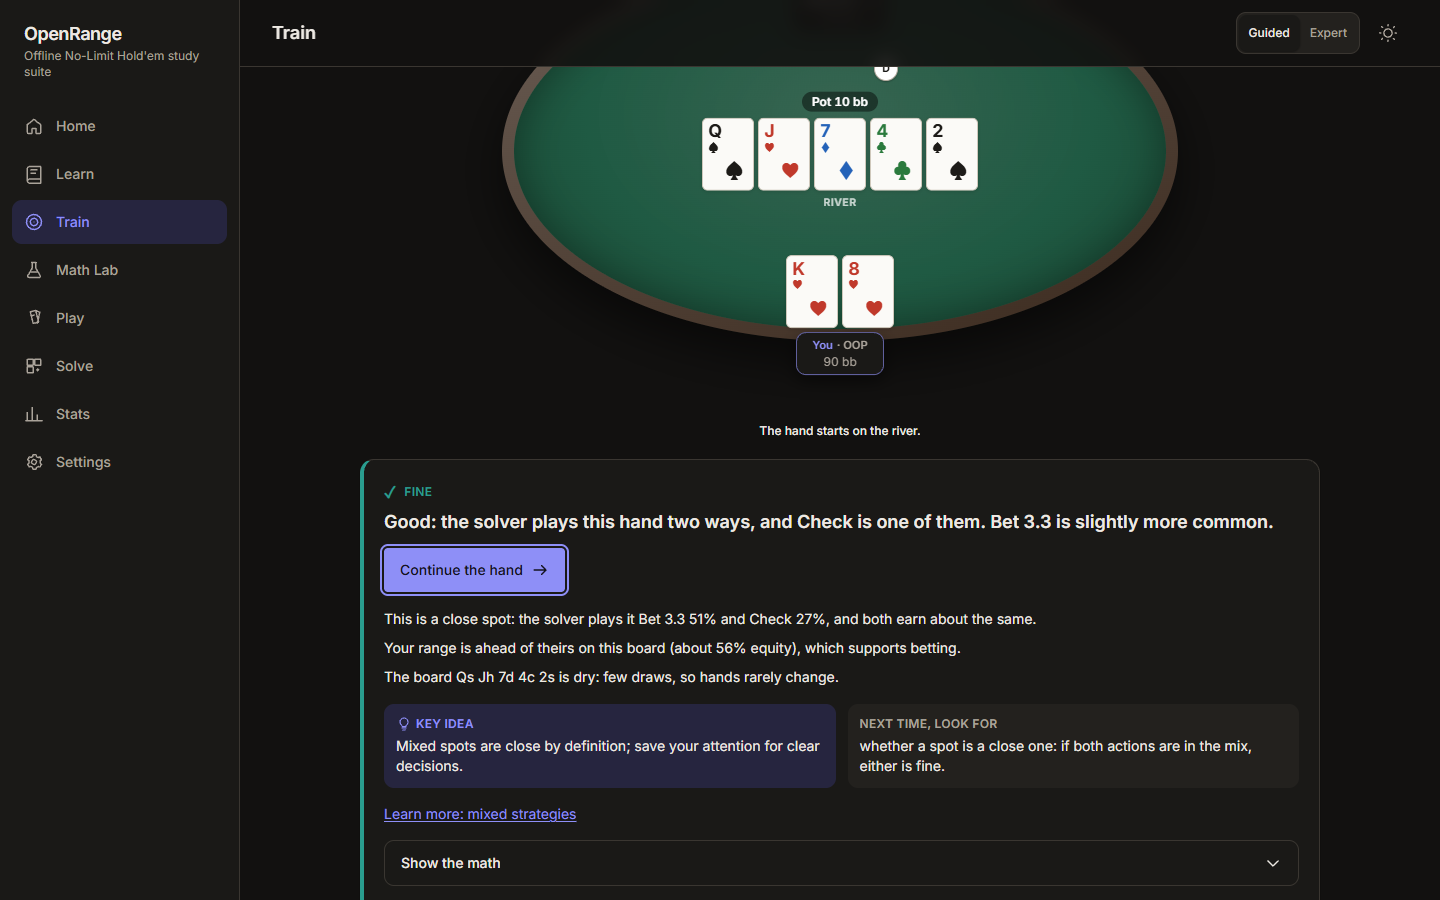 OpenRange
Offline No-Limit Hold'em study
suite
Home
Learn
Train
Math Lab
Play
Solve
Stats
Settings
Train
Guided
Expert
D
Pot 10 bb
Q
J
7
4
2
RIVER
K
8
You · OOP
90 bb
The hand starts on the river.
FINE
Good: the solver plays this hand two ways, and Check is one of them. Bet 3.3 is slightly more common.
Continue the hand
This is a close spot: the solver plays it Bet 3.3 51% and Check 27%, and both earn about the same.
Your range is ahead of theirs on this board (about 56% equity), which supports betting.
The board Qs Jh 7d 4c 2s is dry: few draws, so hands rarely change.
KEY IDEA
Mixed spots are close by definition; save your attention for clear
decisions.
NEXT TIME, LOOK FOR
whether a spot is a close one: if both actions are in the mix,
either is fine.
Learn more: mixed strategies
Show the math